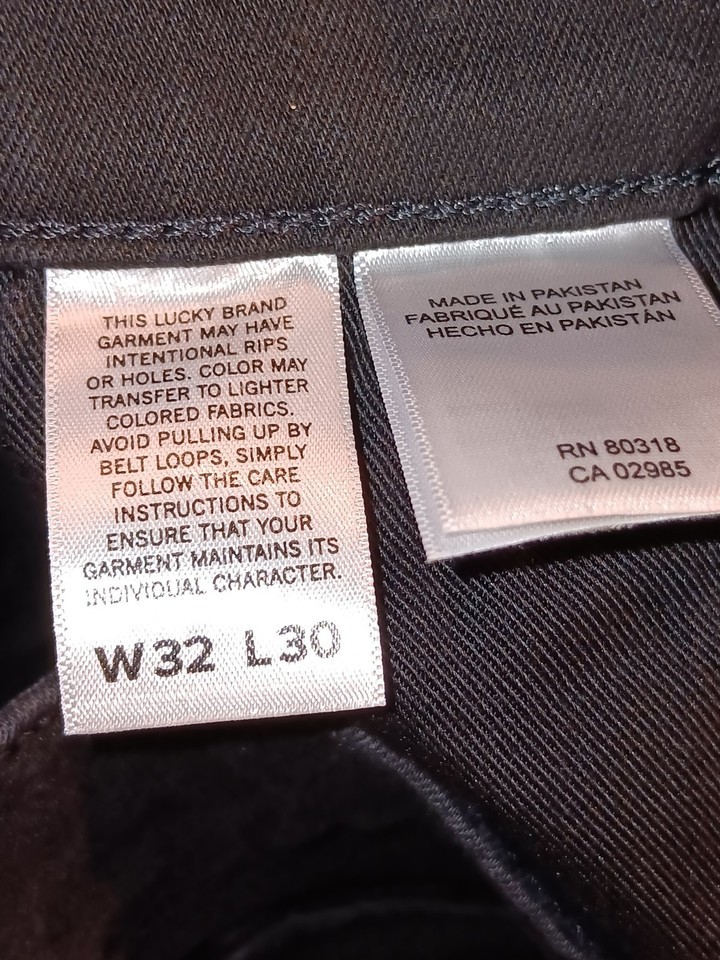 THIS LUCKY BRAND
GARMENT MAY HAVE
INTENTIONAL RIPS
OR HOLES. COLOR MAY
TRANSFER TO LIGHTER
COLORED FABRICS.
AVOID PULLING UP BY
BELT LOOPS, SIMPLY
FOLLOW THE CARE
INSTRUCTIONS TO
ENSURE THAT YOUR
GARMENT MAINTAINS ITS
INDIVIDUAL CHARACTER.
W32 L30
MADE IN PAKISTAN
FABRIQUÉ AU PAKISTAN
HECHO EN PAKISTÁN
RN 80318
CA 02985